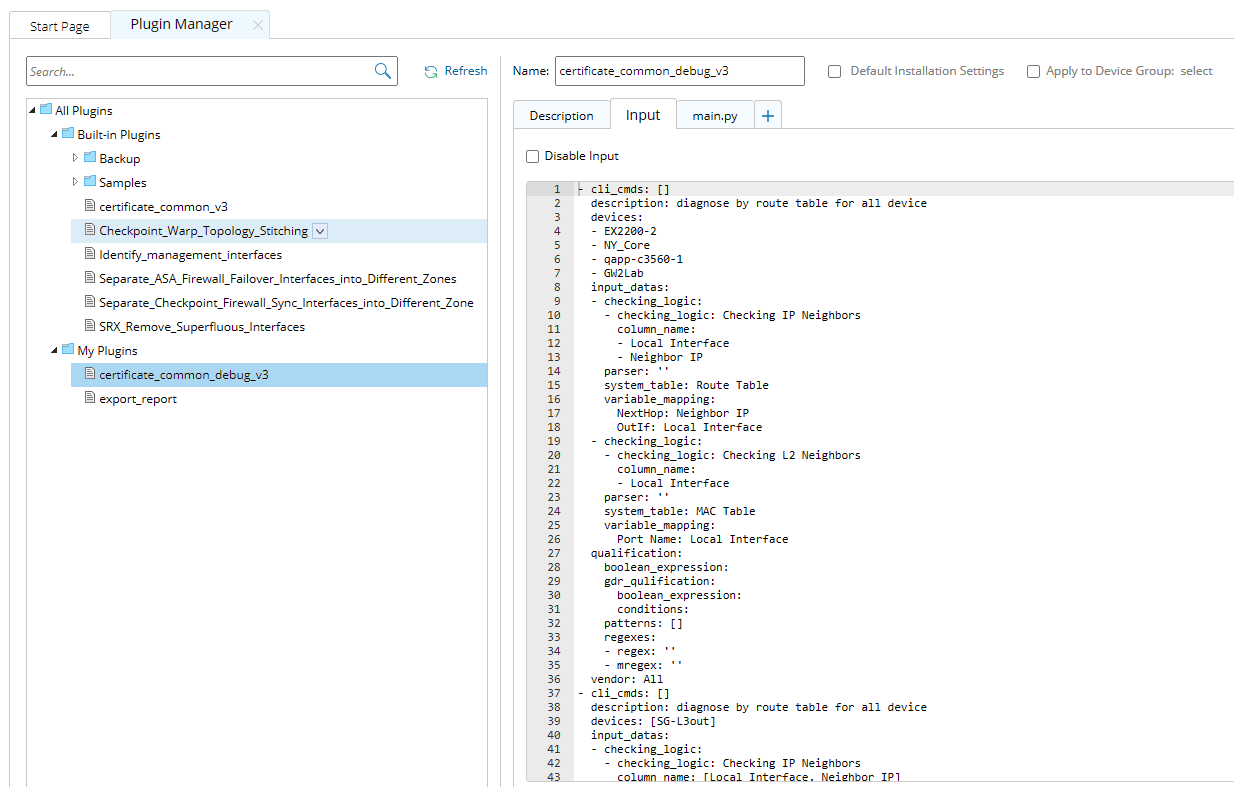 Start Page
Plugin Manager
Search...
Refresh
All Plugins
Built-in Plugins
Backup
Samples
certificate_common_v3
Checkpoint_Warp_Topology_Stitching
Identify_management_interfaces
Separate_ASA_Firewall_Failover_Interfaces_into_Different_Zones
Separate_Checkpoint_Firewall_Sync_Interfaces_into_Different_Zone
SRX_Remove_Superfluous_Interfaces
My Plugins
certificate_common_debug_v3
export_report
Name: certificate_common_debug_v3
Default Installation Settings
Apply to Device Group: select
Description
Input
main.py
+
Disable Input
1 - cli_cmds: []
2 description: diagnose by route table for all device
3 devices:
4 - EX2200-2
5 - NY_Core
6 - qapp-c3560-1
7 - GW2Lab
8 input_datas:
9 - checking_logic:
10 - checking_logic: Checking IP Neighbors
11 column_name:
12 - Local Interface
13 - Neighbor IP
14 parser: ''
15 system_table: Route Table
16 variable_mapping:
17 NextHop: Neighbor IP
18 OutIf: Local Interface
19 - checking_logic:
20 - checking_logic: Checking L2 Neighbors
21 column_name:
22 - Local Interface
23 parser: ''
24 system_table: MAC Table
25 variable_mapping:
26 Port Name: Local Interface
27 qualification:
28 boolean_expression:
29 gdr_qulification:
30 boolean_expression:
31 conditions:
32 patterns: []
33 regexes:
34 - regex: ''
35 - mregex: ''
36 vendor: All
37 - cli_cmds: []
38 description: diagnose by route table for all device
39 devices: [SG-L3out]
40 input_datas:
41 - checking_logic:
42 - checking_logic: Checking IP Neighbors
43 column_name: [Local Interface, Neighbor IP]